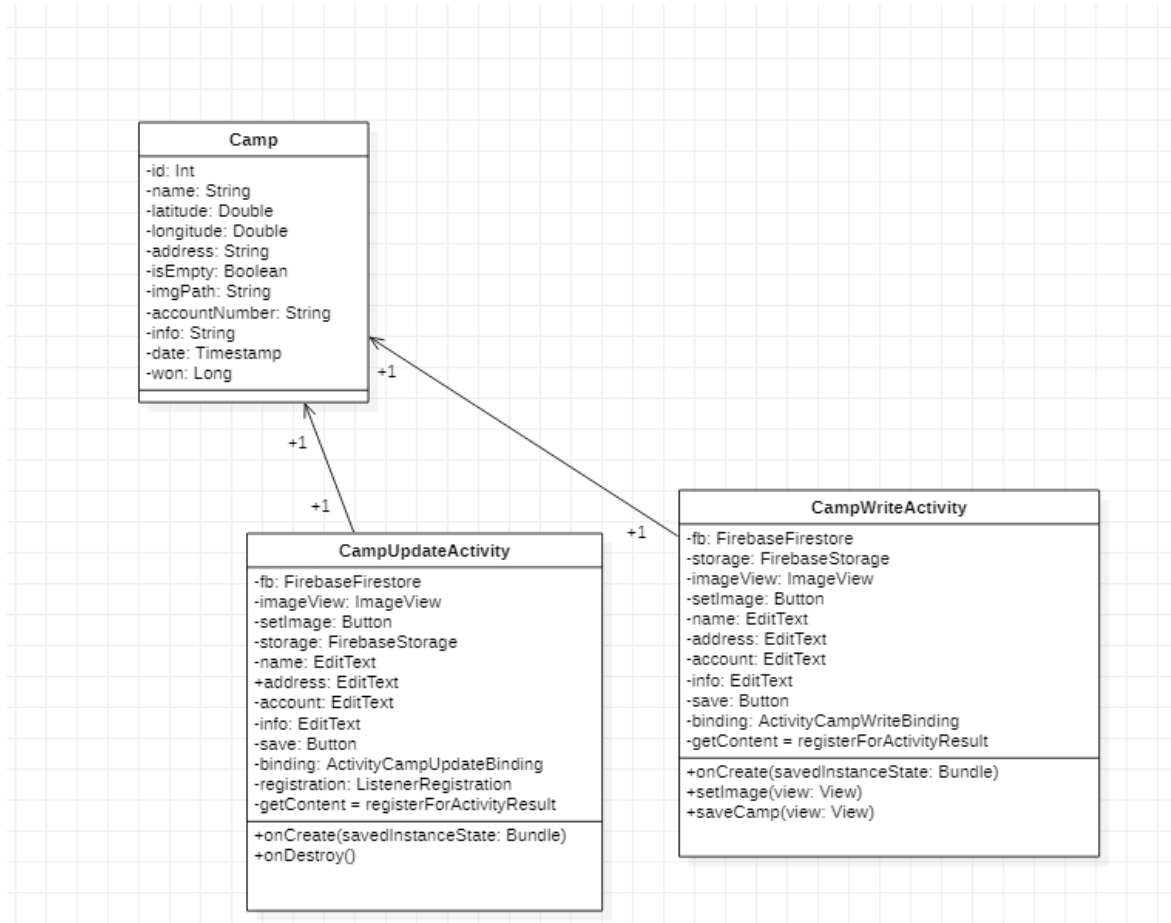 Camp
-id: Int
-name: String
-latitude: Double
-longitude: Double
-address: String
-isEmpty: Boolean
-imgPath: String
-accountNumber: String
-info: String
-date: Timestamp
-won: Long
+1
+1
+1
+1
CampUpdateActivity
-fb: FirebaseFirestore
-imageView: ImageView
-setImage: Button
-storage: FirebaseStorage
-name: EditText
+address: EditText
-account: EditText
-info: EditText
-save: Button
-binding: ActivityCampUpdateBinding
-registration: ListenerRegistration
-getContent = registerForActivityResult
+onCreate(savedInstanceState: Bundle)
+onDestroy()
CampWriteActivity
-fb: FirebaseFirestore
-storage: FirebaseStorage
-imageView: ImageView
-setImage: Button
-name: EditText
-address: EditText
-account: EditText
-info: EditText
-save: Button
-binding: ActivityCampWriteBinding
-getContent = registerForActivityResult
+onCreate(savedInstanceState: Bundle)
+setImage(view: View)
+saveCamp(view: View)